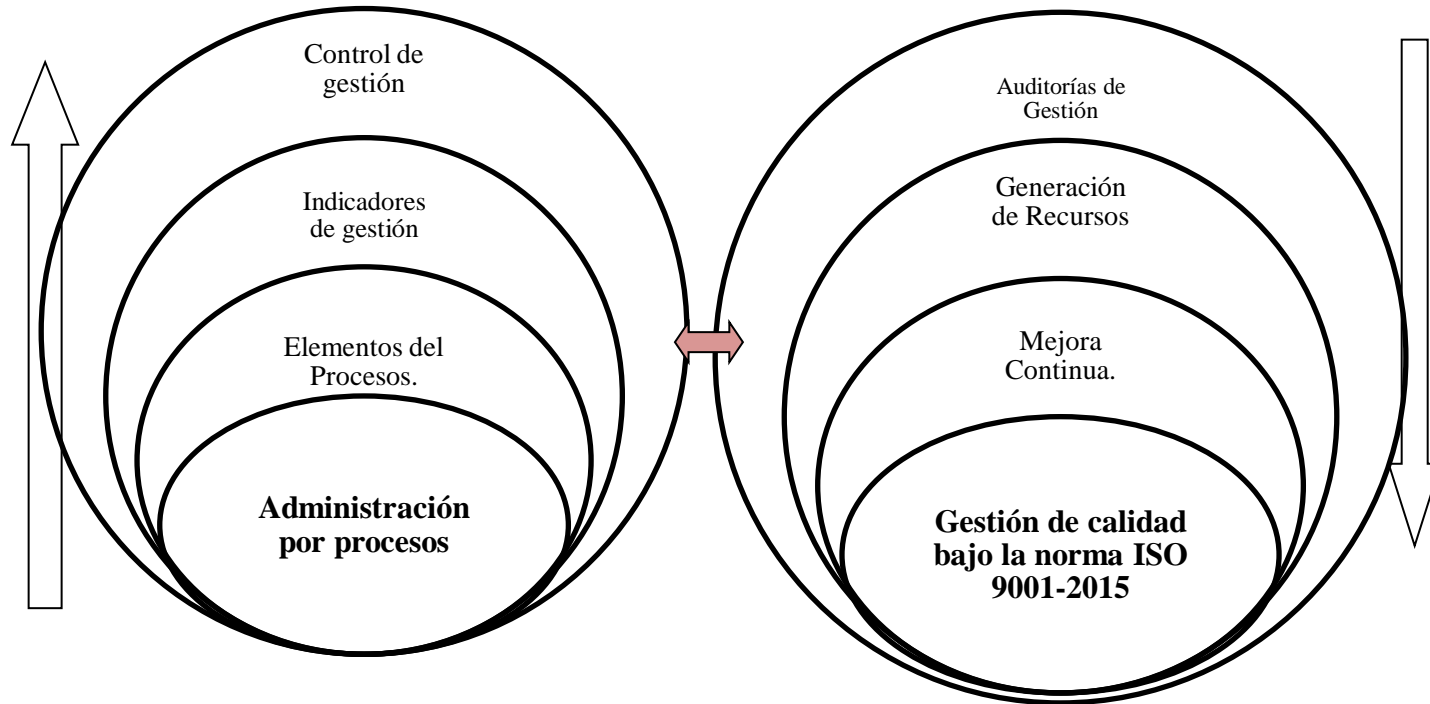 Control de
gestión
Indicadores
de gestión
Elementos del
Procesos.
Administración
por procesos
Auditorías de
Gestión
Generación
de Recursos
Mejora
Continua.
Gestión de calidad
bajo la norma ISO
9001-2015